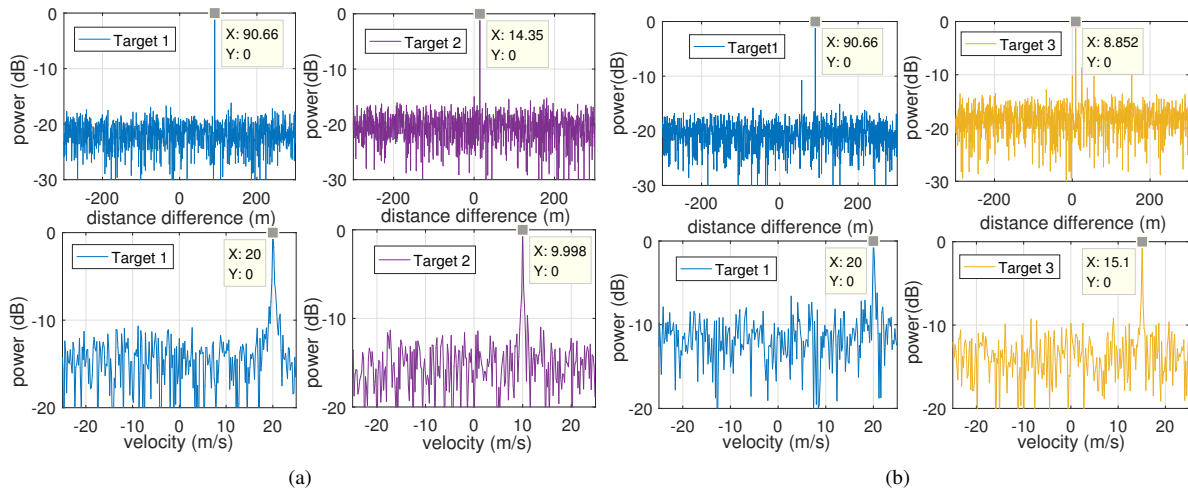 0
-10
-20
-30
power (dB)
Target 1
X: 90.66
Y: 0
-200
0
200
distance difference (m)
0
-10
-20
-30
power(dB)
Target 2
X: 14.35
Y: 0
-200
0
200
distance difference (m)
0
-10
-20
power (dB)
Target 1
X: 20
Y: 0
-20
-10
0
10
20
velocity (m/s)
0
-10
-20
power (dB)
Target 2
X: 9.998
Y: 0
-20
-10
0
10
20
velocity (m/s)
(a)
0
-10
-20
-30
power(dB)
Target1
X: 90.66
Y: 0
-200
0
200
distance difference (m)
0
-10
-20
-30
power(dB)
Target 3
X: 8.852
Y: 0
-200
0
200
distance difference (m)
0
-10
-20
power (dB)
Target 1
X: 20
Y: 0
-20
-10
0
10
20
velocity (m/s)
0
-10
-20
power(dB)
Target 3
X: 15.1
Y: 0
-20
-10
0
10
20
velocity (m/s)
(b)